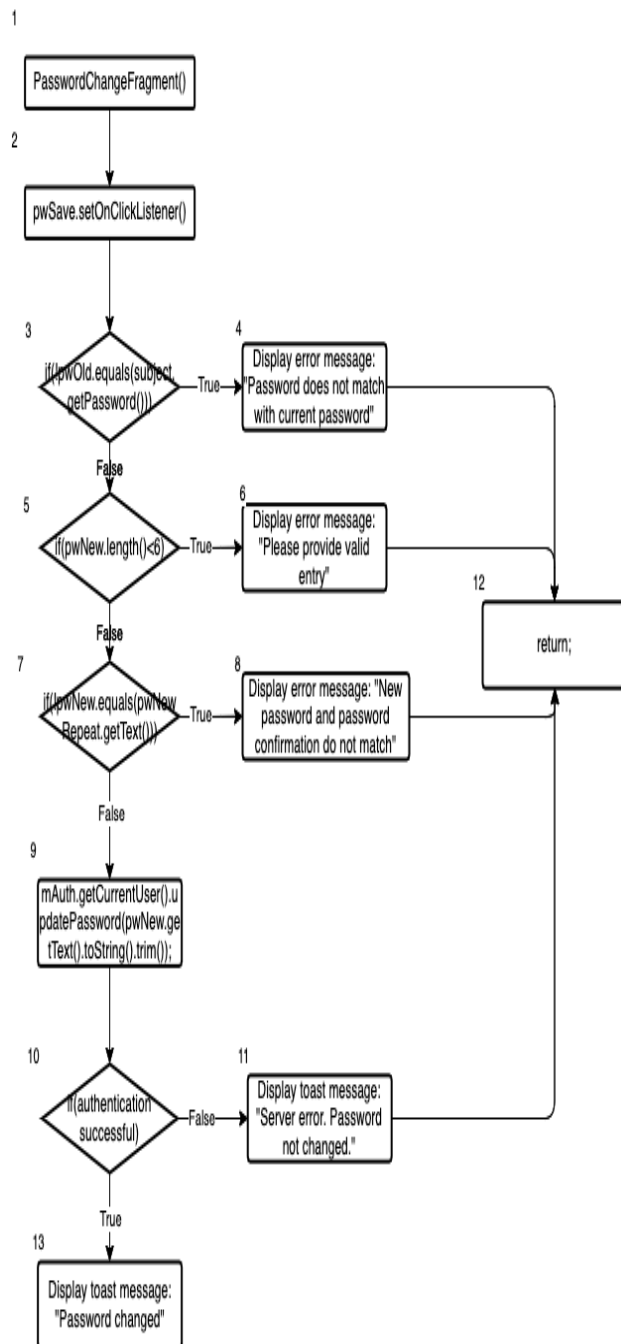 1
PasswordChangeFragment()
2
pwSave.setOnClickListener()
3
if(!pwOld.equals(subject.
getPassword()))
True
4
Display error message:
"Password does not match
with current password"
False
5
if(pwNew.length()<6)
True
6
Display error message:
"Please provide valid
entry"
12
return;
False
7
if(!pwNew.equals(pwNew
Repeat.getText()))
True
8
Display error message: "New
password and password
confirmation do not match"
False
9
mAuth.getCurrentUser().u
pdatePassword(pwNew.ge
tText().toString().trim());
10
if(authentication
successful)
False
11
Display toast message:
"Server error. Password
not changed."
True
13
Display toast message:
"Password changed"